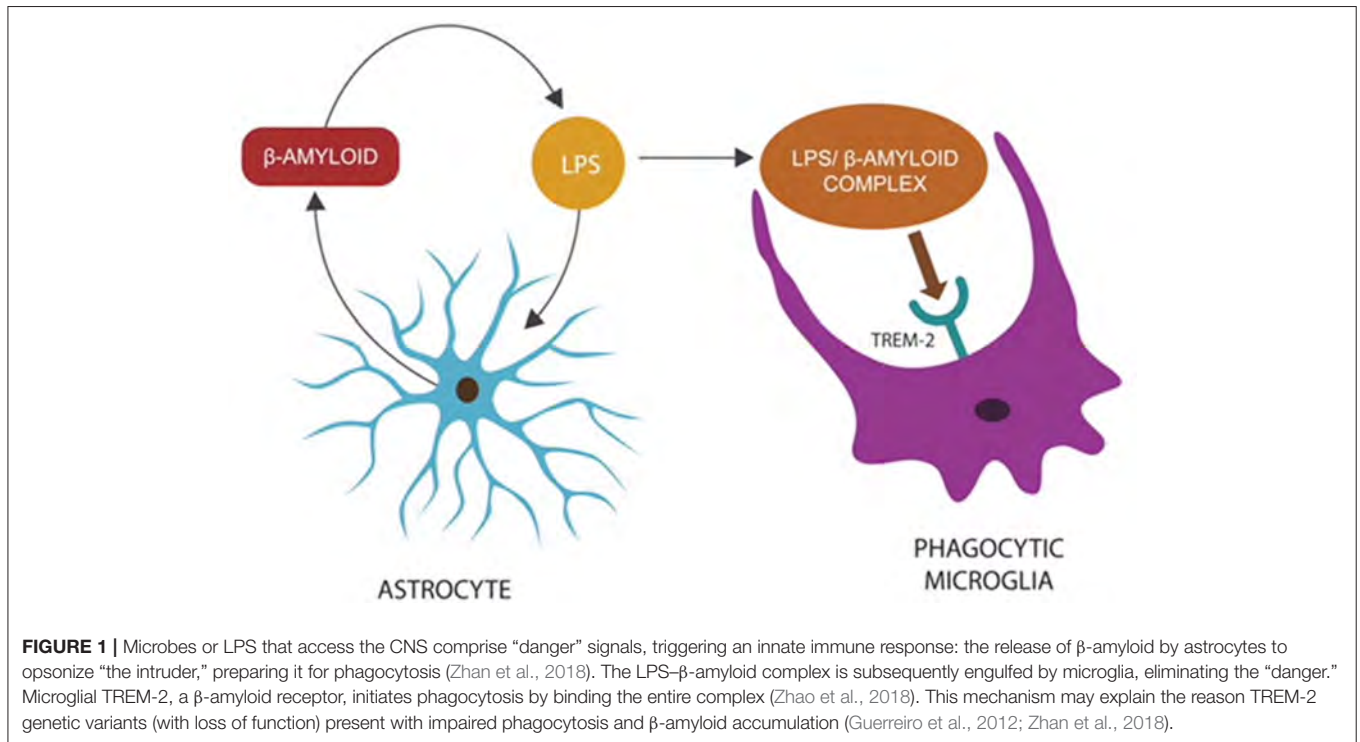 β-AMYLOID
LPS
LPS/ β-AMYLOID
COMPLEX
TREM-2
ASTROCYTE
PHAGOCYTIC
MICROGLIA
FIGURE 1 | Microbes or LPS that access the CNS comprise “danger” signals, triggering an innate immune response: the release of β-amyloid by astrocytes to
opsonize “the intruder,” preparing it for phagocytosis (Zhan et al., 2018). The LPS–β-amyloid complex is subsequently engulfed by microglia, eliminating the “danger.”
Microglial TREM-2, a β-amyloid receptor, initiates phagocytosis by binding the entire complex (Zhao et al., 2018). This mechanism may explain the reason TREM-2
genetic variants (with loss of function) present with impaired phagocytosis and β-amyloid accumulation (Guerreiro et al., 2012; Zhan et al., 2018).